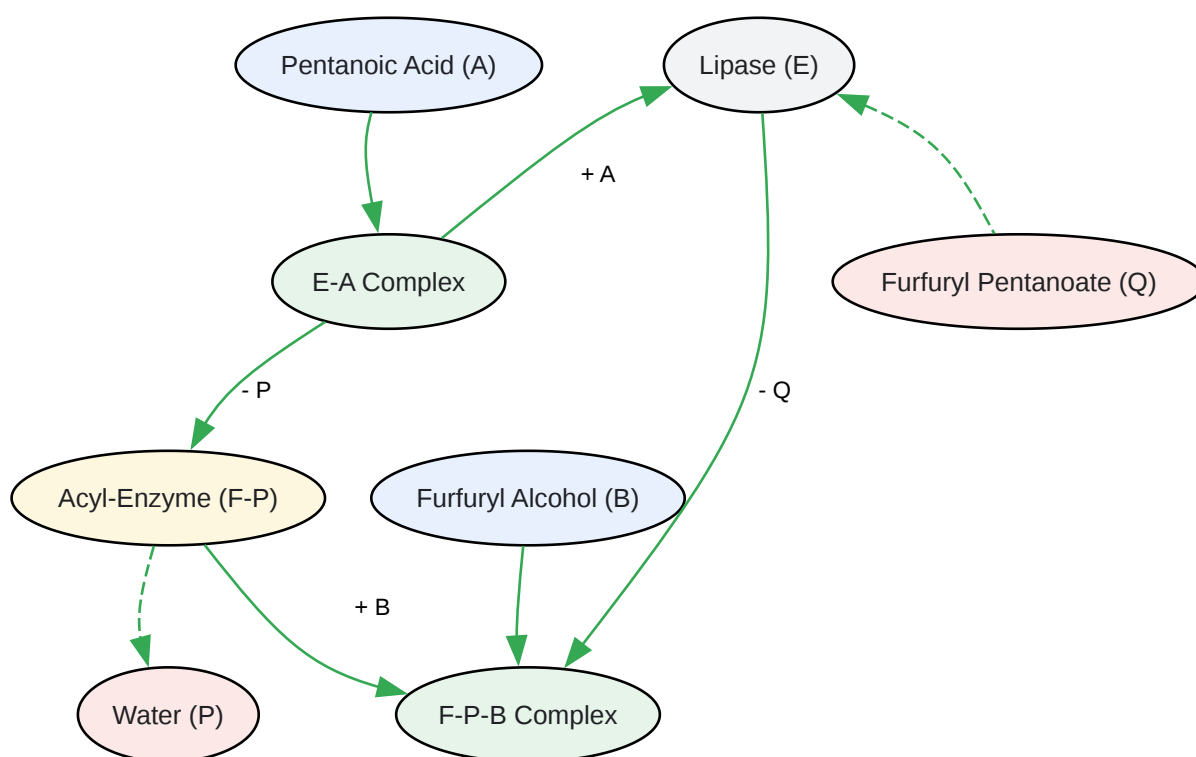 Pentanoic Acid (A)
Lipase (E)
+ A
E-A Complex
Furfuryl Pentanoate (Q)
- P
- Q
Acyl-Enzyme (F-P)
Furfuryl Alcohol (B)
+ B
Water (P)
F-P-B Complex